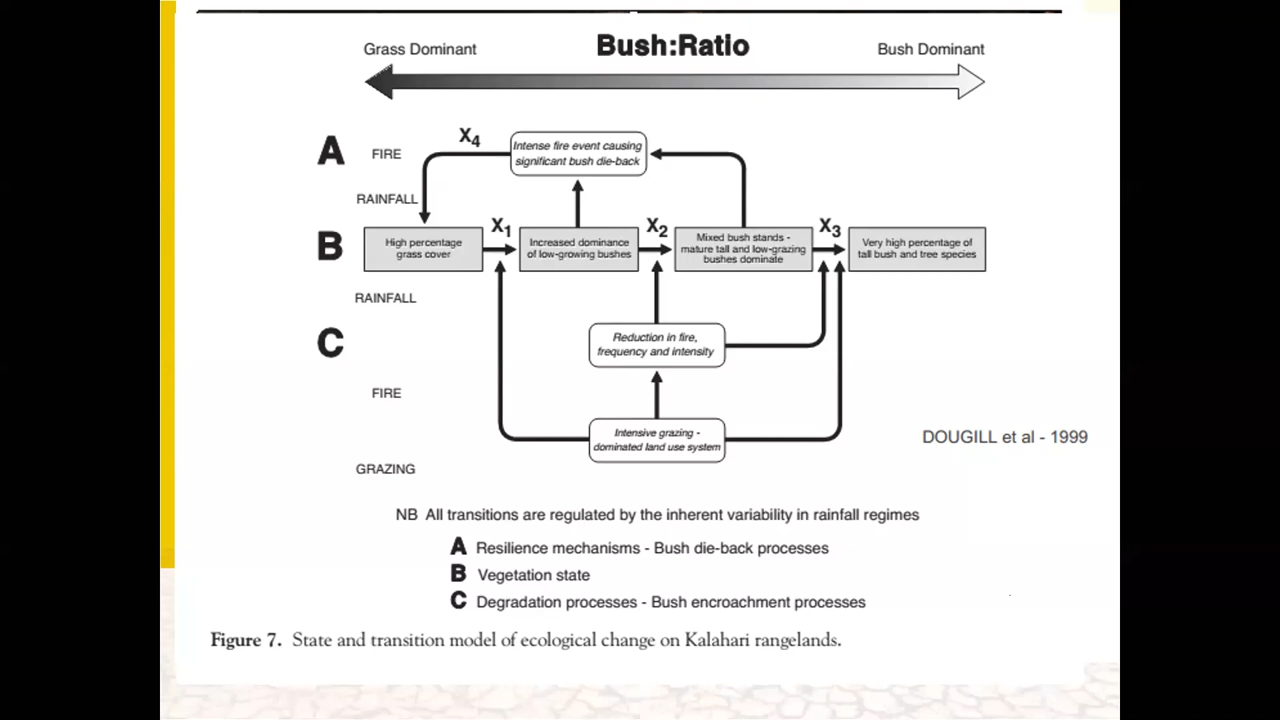 Bush:Ratio
Grass Dominant
Bush Dominant
A
FIRE
X4
Intense fire event causing
significant bush die-back
RAINFALL
B
High percentage
grass cover
X1
Increased dominance
of low-growing bushes
X2
Mixed bush stands -
mature tall and low-grazing
bushes dominate
X3
Very high percentage of
tall bush and tree species
RAINFALL
C
Reduction in fire,
frequency and intensity
FIRE
Intensive grazing -
dominated land use system
DOUGILL et al - 1999
GRAZING
NB All transitions are regulated by the inherent variability in rainfall regimes
A Resilience mechanisms - Bush die-back processes
B Vegetation state
C Degradation processes - Bush encroachment processes
Figure 7. State and transition model of ecological change on Kalahari rangelands.